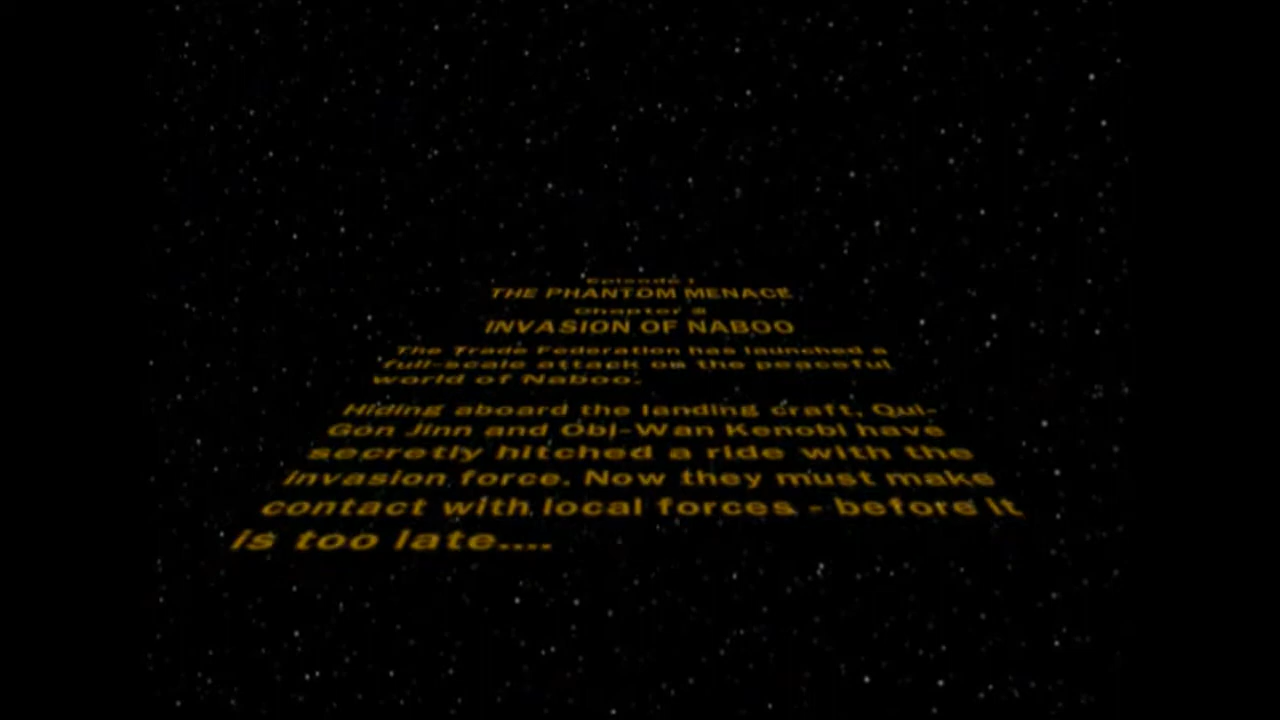 Episode I
THE PHANTOM MENACE
Chapter II
INVASION OF NABOO
The Trade Federation has launched a
full-scale attack on the peaceful
world of Naboo.
Hiding aboard the landing craft, Qui-
Gon Jinn and Obi-Wan Kenobi have
secretly hitched a ride with the
invasion force. Now they must make
contact with local forces - before it
is too late....